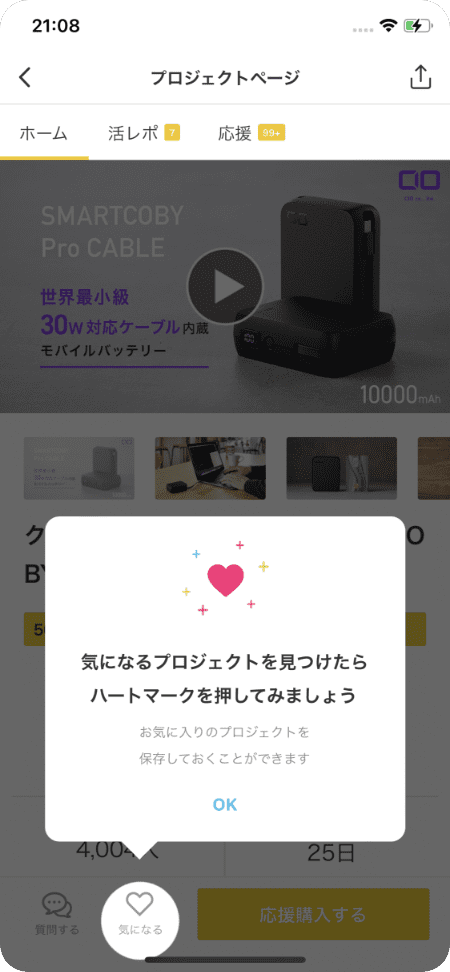 21:08
プロジェクトページ
ホーム
活レポ 7
応援 99+
SMARTCOBY
Pro CABLE
世界最小級
30W対応ケーブル内蔵
モバイルバッテリー
10000mAh
ク
O
BY
気になるプロジェクトを見つけたら
ハートマークを押してみましょう
お気に入りのプロジェクトを
保存しておくことができます
OK
4,004人
25日
質問する
気になる
応援購入する